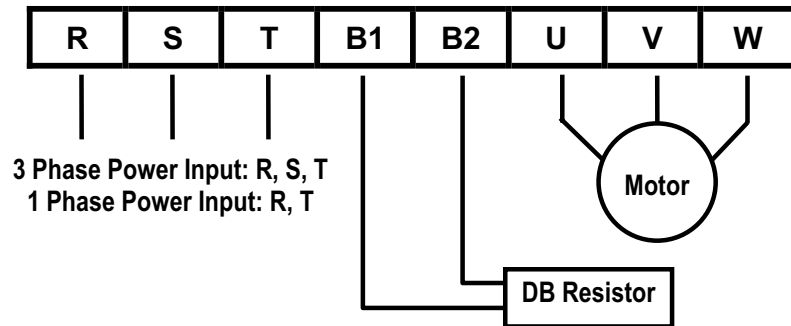 R S T B1 B2 U V W
3 Phase Power Input: R, S, T
1 Phase Power Input: R, T
Motor
DB Resistor